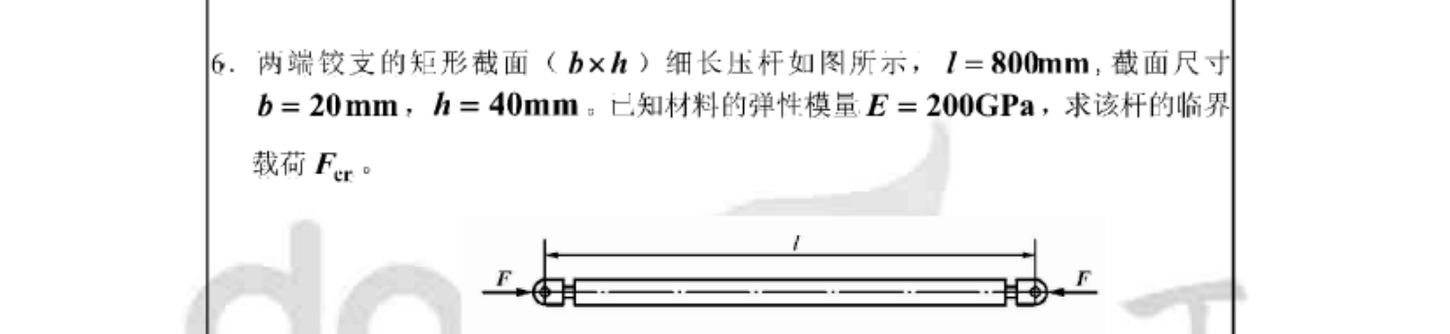 6. 两端铰支的矩形截面（b×h）细长压杆如图所示，l=800mm,截面尺寸
b=20mm，h=40mm。已知材料的弹性模量E=200GPa，求该杆的临界
载荷Fcr。
l
F
F